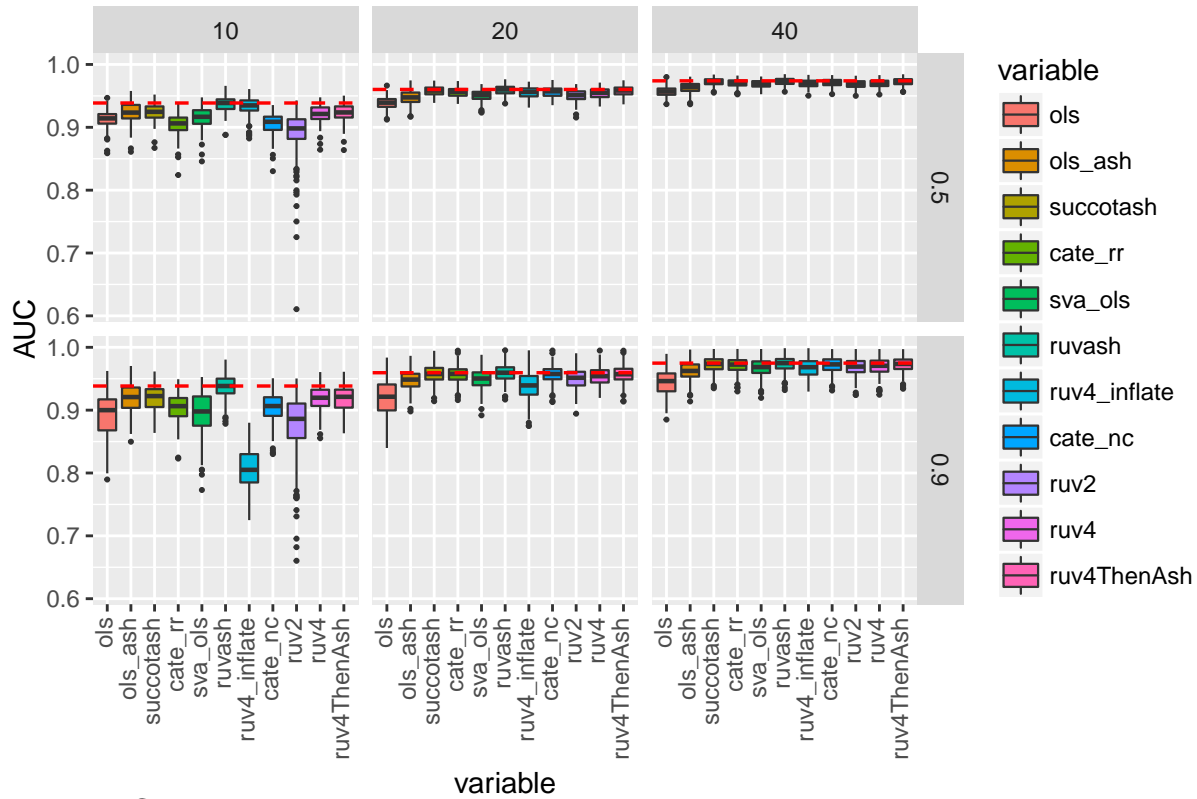 10
20
40
1.0
0.9
0.8
0.7
0.6
0.5
1.0
0.9
0.8
0.7
0.6
0.9
AUC
ols
ols_ash
succotash
cate_rr
sva_ols
ruvash
ruv4_inflate
cate_nc
ruv2
ruv4
ruv4ThenAsh
ols
ols_ash
succotash
cate_rr
sva_ols
ruvash
ruv4_inflate
cate_nc
ruv2
ruv4
ruv4ThenAsh
ols
ols_ash
succotash
cate_rr
sva_ols
ruvash
ruv4_inflate
cate_nc
ruv2
ruv4
ruv4ThenAsh
variable
variable
ols
ols_ash
succotash
cate_rr
sva_ols
ruvash
ruv4_inflate
cate_nc
ruv2
ruv4
ruv4ThenAsh